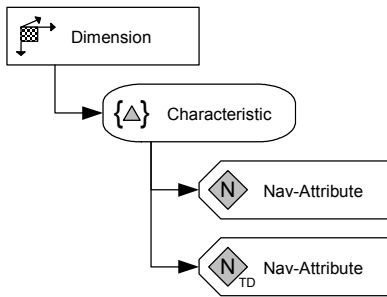 Dimension
{△} Characteristic
N Nav-Attribute
N TD Nav-Attribute